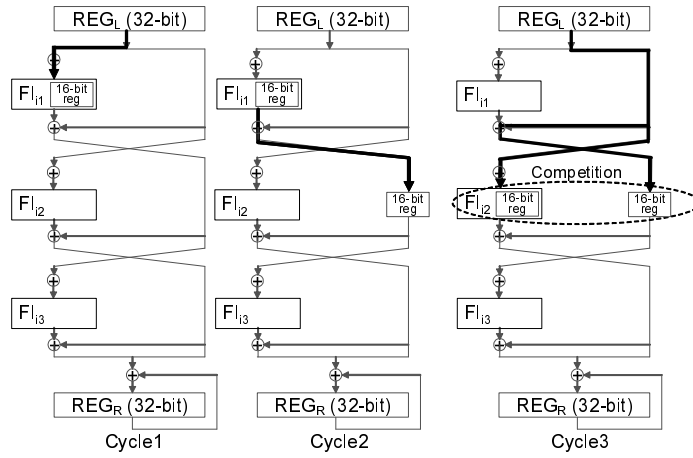 REGL (32-bit)
REGL (32-bit)
REGL (32-bit)
FIi1
16-bit
reg
FIi1
16-bit
reg
FIi1
Competition
FIi2
FIi2
16-bit
reg
FIi2
16-bit
reg
16-bit
reg
FIi3
FIi3
FIi3
REGR (32-bit)
REGR (32-bit)
REGR (32-bit)
Cycle1
Cycle2
Cycle3